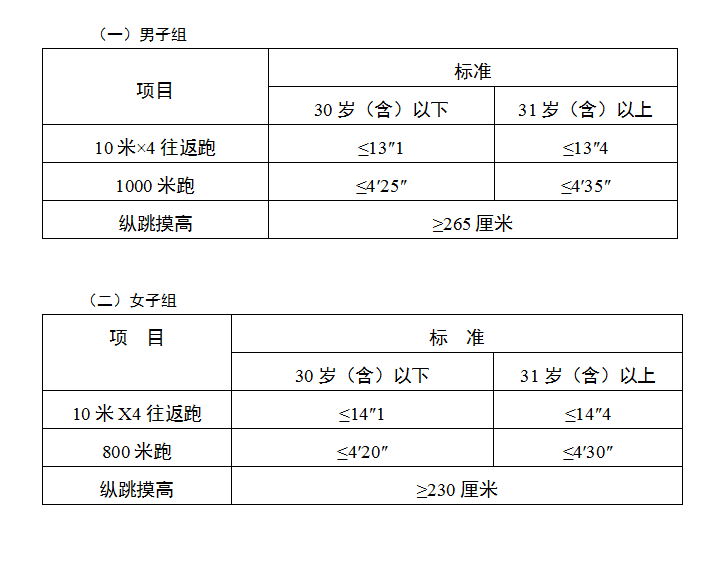 （一）男子组
项目 标准
30 岁（含）以下 31 岁（含）以上
10 米×4 往返跑 ≤13″1 ≤13″4
1000 米跑 ≤4′25″ ≤4′35″
纵跳摸高 ≥265 厘米
（二）女子组
项 目 标 准
30 岁（含）以下 31 岁（含）以上
10 米 X4 往返跑 ≤14″1 ≤14″4
800 米跑 ≤4′20″ ≤4′30″
纵跳摸高 ≥230 厘米